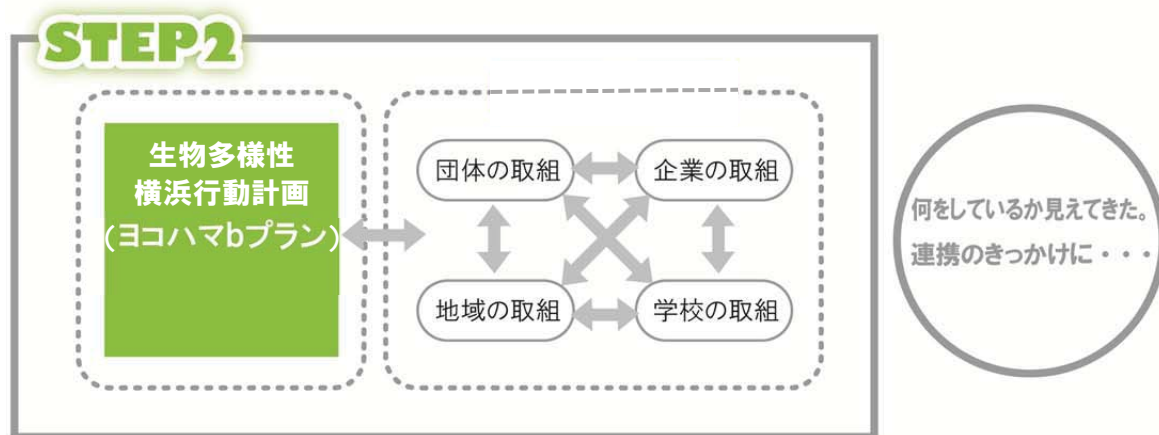 STEP2
生物多様性
横浜行動計画
(ヨコハマbプラン)
団体の取組
企業の取組
地域の取組
学校の取組
何をしているか見えてきた。
連携のきっかけに・・・